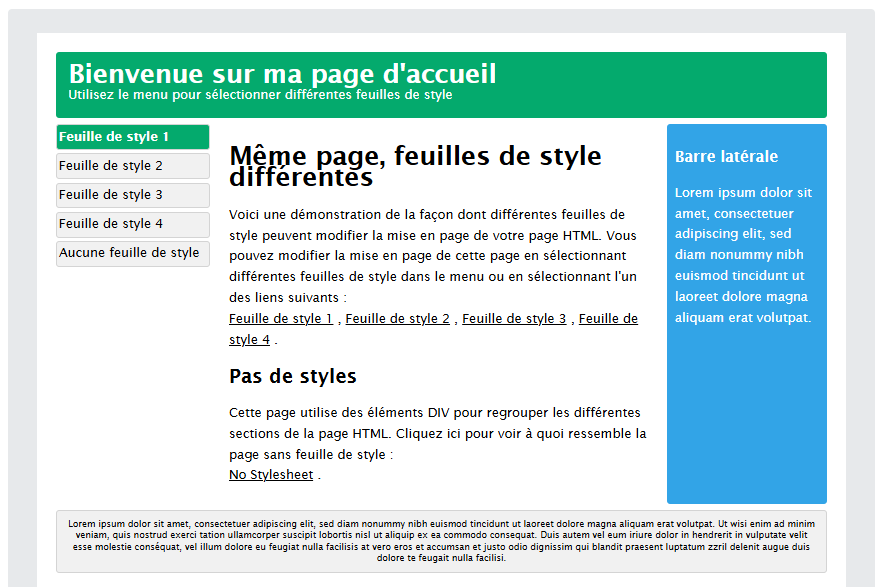 Bienvenue sur ma page d'accueil
Utilisez le menu pour sélectionner différentes feuilles de style
Feuille de style 1
Feuille de style 2
Feuille de style 3
Feuille de style 4
Aucune feuille de style
Même page, feuilles de style
différentes
Voici une démonstration de la façon dont différentes feuilles de
style peuvent modifier la mise en page de votre page HTML. Vous
pouvez modifier la mise en page de cette page en sélectionnant
différentes feuilles de style dans le menu ou en sélectionnant l'un
des liens suivants :
Feuille de style 1 , Feuille de style 2 , Feuille de style 3 , Feuille de
style 4 .
Pas de styles
Cette page utilise des éléments DIV pour regrouper les différentes
sections de la page HTML. Cliquez ici pour voir à quoi ressemble la
page sans feuille de style :
No Stylesheet .
Barre latérale
Lorem ipsum dolor sit
amet, consectetuer
adipiscing elit, sed
diam nonummy nibh
euismod tincidunt ut
laoreet dolore magna
aliquam erat volutpat.
Lorem ipsum dolor sit amet, consectetuer adipiscing elit, sed diam nonummy nibh euismod tincidunt ut laoreet dolore magna aliquam erat volutpat. Ut wisi enim ad minim
veniam, quis nostrud exerci tation ullamcorper suscipit lobortis nisl ut aliquip ex ea commodo consequat. Duis autem vel eum iriure dolor in hendrerit in vulputate velit
esse molestie conséquat, vel illum dolore eu feugiat nulla facilisis at vero eros et accumsan et justo odio dignissim qui blandit praesent luptatum zzril delenit augue duis
dolore te feugait nulla facilisi.